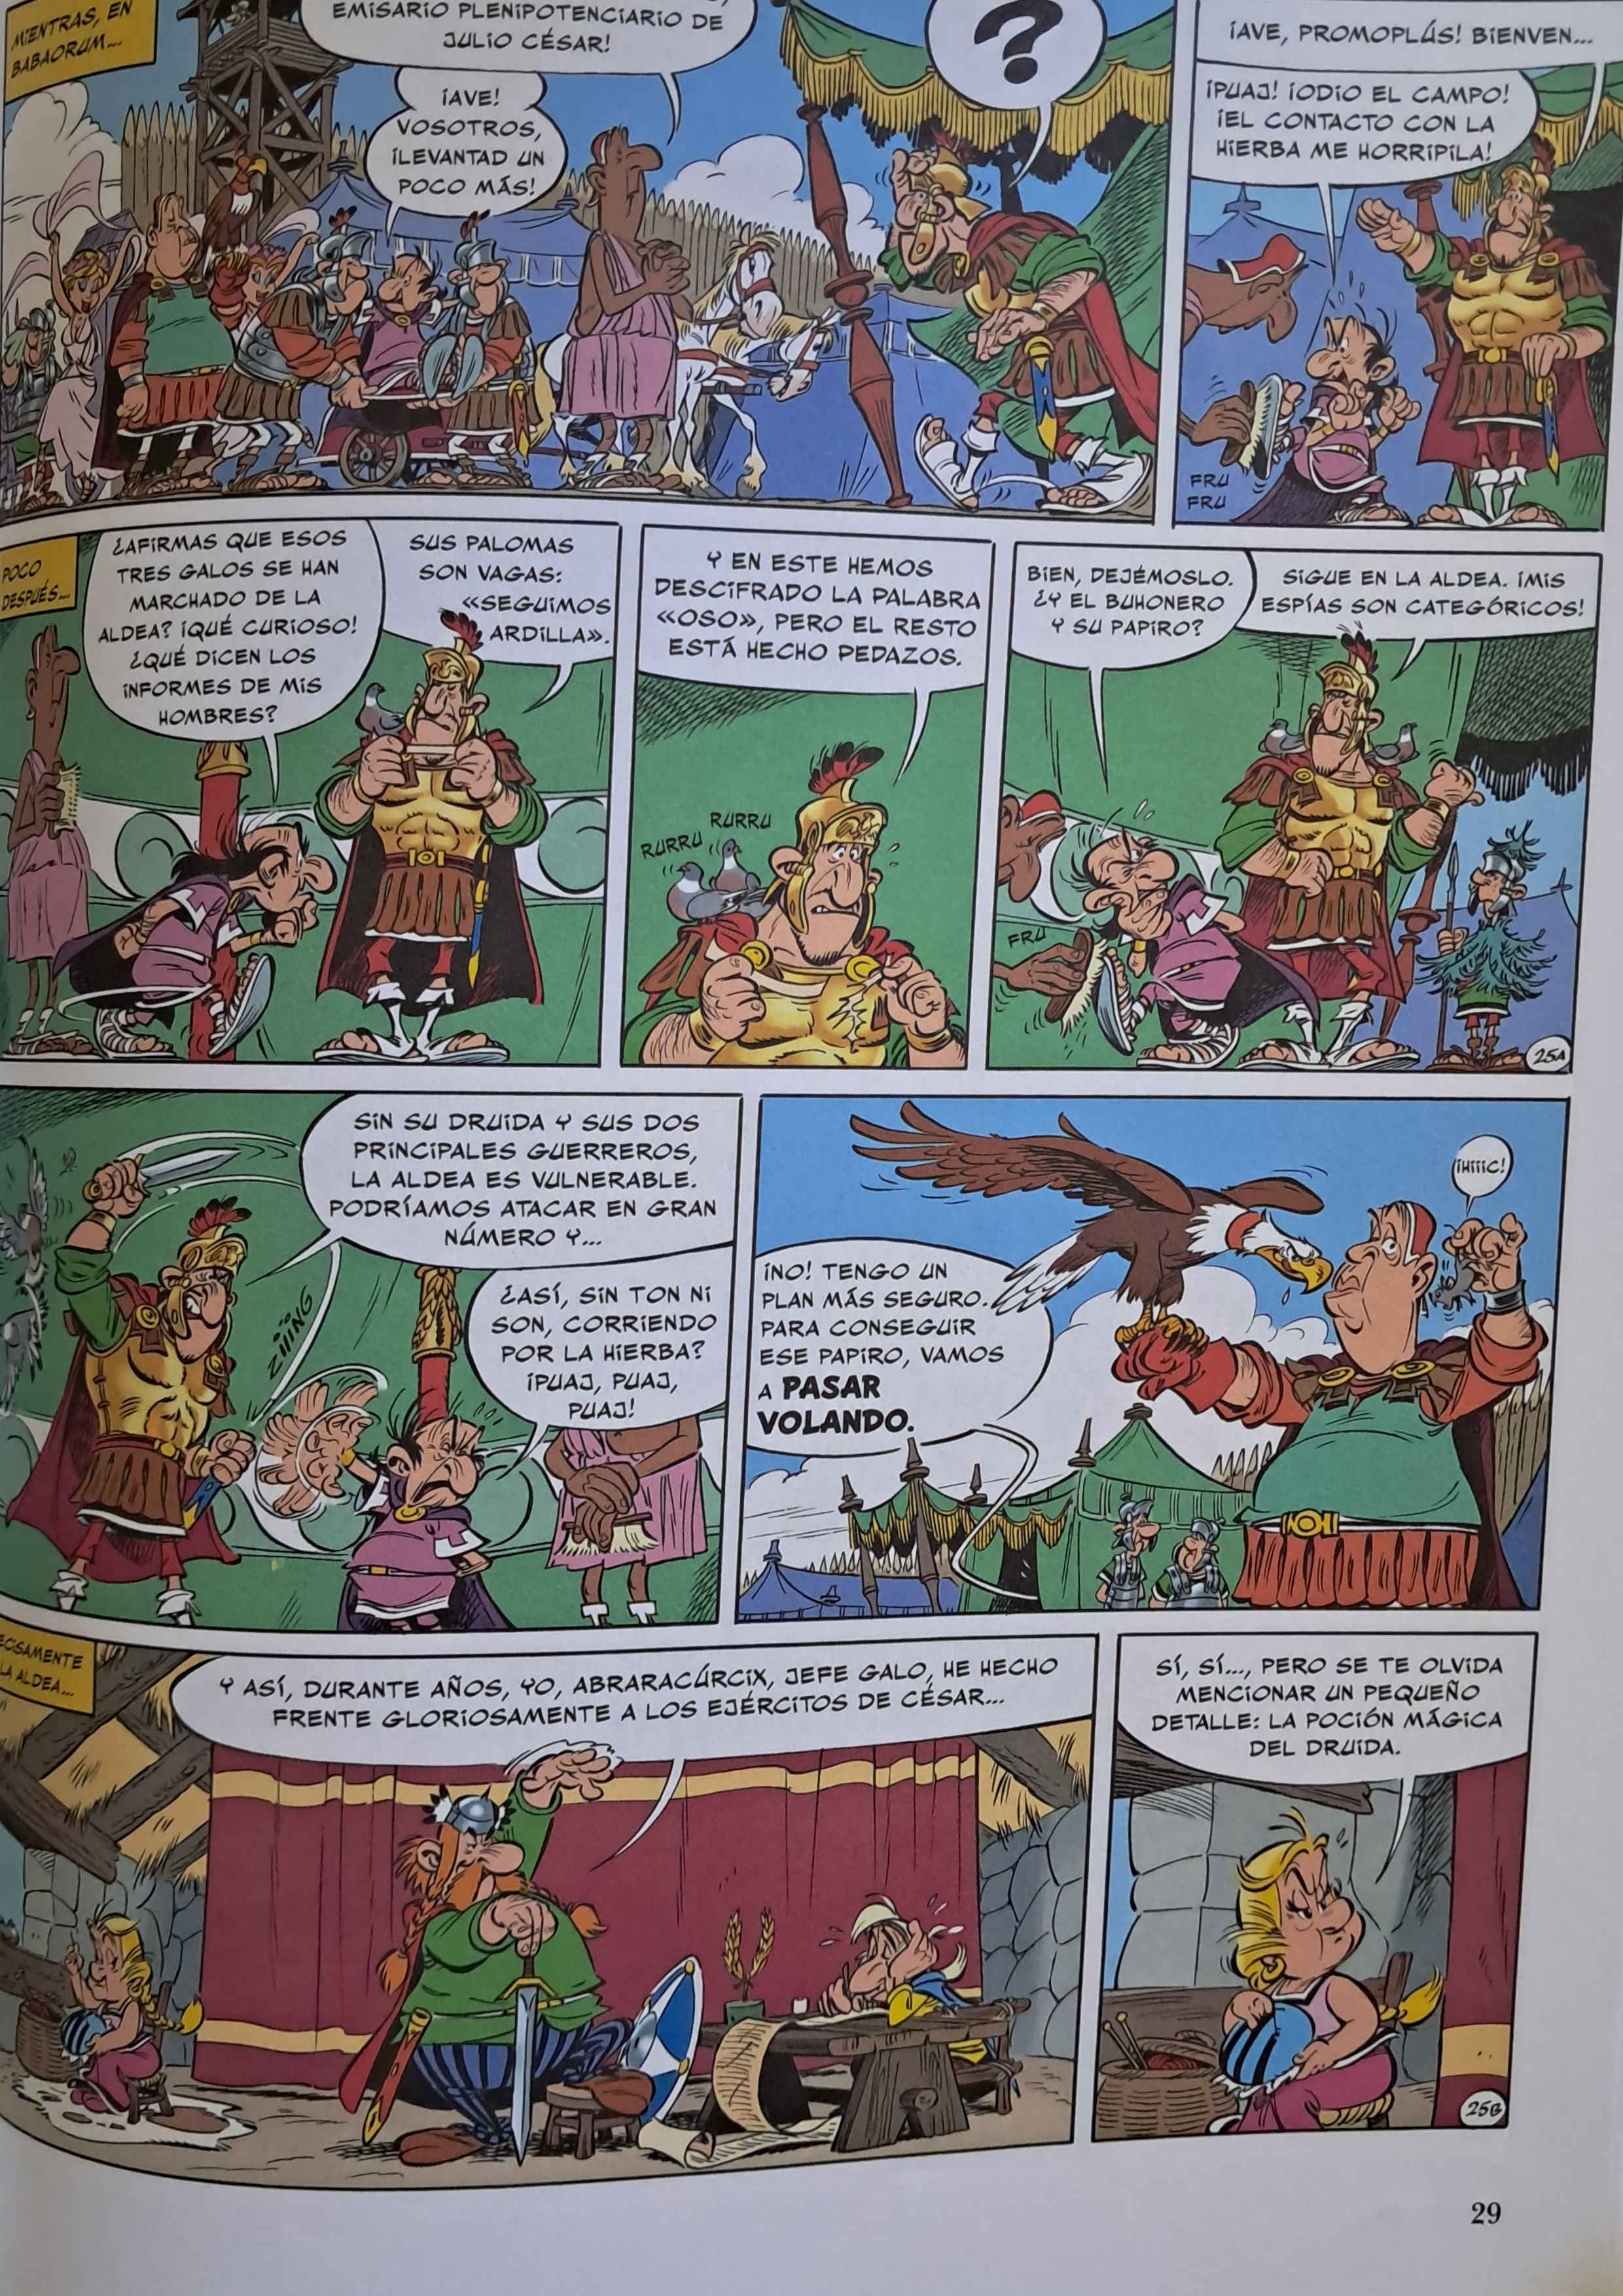 MIENTRAS, EN
BABAORUM...
EMISARIO PLENIPOTENCIARIO DE
JULIO CÉSAR!
¡AVE!
VOSOTROS,
¡LEVANTAD UN
POCO MÁS!
?
¡AVE, PROMOPLÚS! BIENVEN...
¡PUAJ! ¡ODIO EL CAMPO!
¡EL CONTACTO CON LA
HIERBA ME HORRIPILA!
FRU
FRU
POCO
DESPUÉS...
¿AFIRMAS QUE ESOS
TRES GALOS SE HAN
MARCHADO DE LA
ALDEA? ¡QUÉ CURIOSO!
¿QUÉ DICEN LOS
INFORMES DE MIS
HOMBRES?
SUS PALOMAS
SON VAGAS:
«SEGUIMOS
ARDILLA».
Y EN ESTE HEMOS
DESCIFRADO LA PALABRA
«OSO», PERO EL RESTO
ESTÁ HECHO PEDAZOS.
RURRU
RURRU
BIEN, DEJÉMOSLO.
¿Y EL BUHONERO
Y SU PAPIRO?
SIGUE EN LA ALDEA. ¡MIS
ESPÍAS SON CATEGÓRICOS!
FRU
25A
SIN SU DRUIDA Y SUS DOS
PRINCIPALES GUERREROS,
LA ALDEA ES VULNERABLE.
PODRÍAMOS ATACAR EN GRAN
NÚMERO Y...
ZIIING
¿ASÍ, SIN TON NI
SON, CORRIENDO
POR LA HIERBA?
¡PUAJ, PUAJ,
PUAJ!
¡NO! TENGO UN
PLAN MÁS SEGURO.
PARA CONSEGUIR
ESE PAPIRO, VAMOS
A PASAR
VOLANDO.
¡HIIIC!
ECISAMENTE
LA ALDEA...
Y ASÍ, DURANTE AÑOS, YO, ABRARACÚRCIX, JEFE GALO, HE HECHO
FRENTE GLORIOSAMENTE A LOS EJÉRCITOS DE CÉSAR...
SÍ, SÍ..., PERO SE TE OLVIDA
MENCIONAR UN PEQUEÑO
DETALLE: LA POCIÓN MÁGICA
DEL DRUIDA.
25B
29